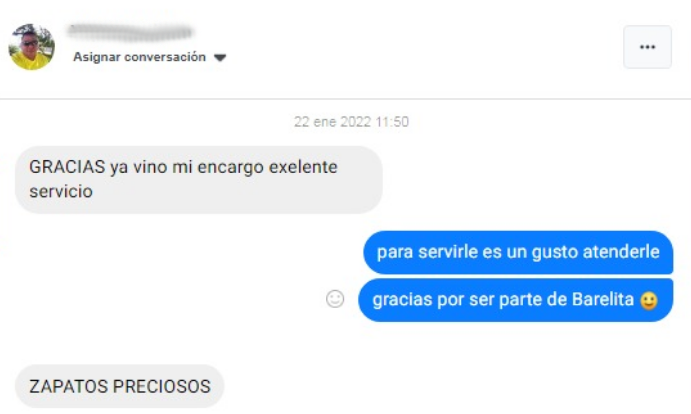 Asignar conversación
22 ene 2022 11:50
GRACIAS ya vino mi encargo exelente
servicio
para servirle es un gusto atenderle
gracias por ser parte de Barelita 🙂
ZAPATOS PRECIOSOS